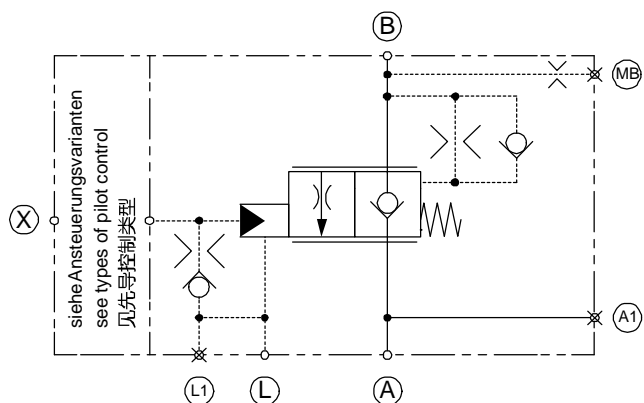 B
MB
siehe Ansteuerungsvarianten
see types of pilot control
见先导控制类型
X
A1
L1
L
A